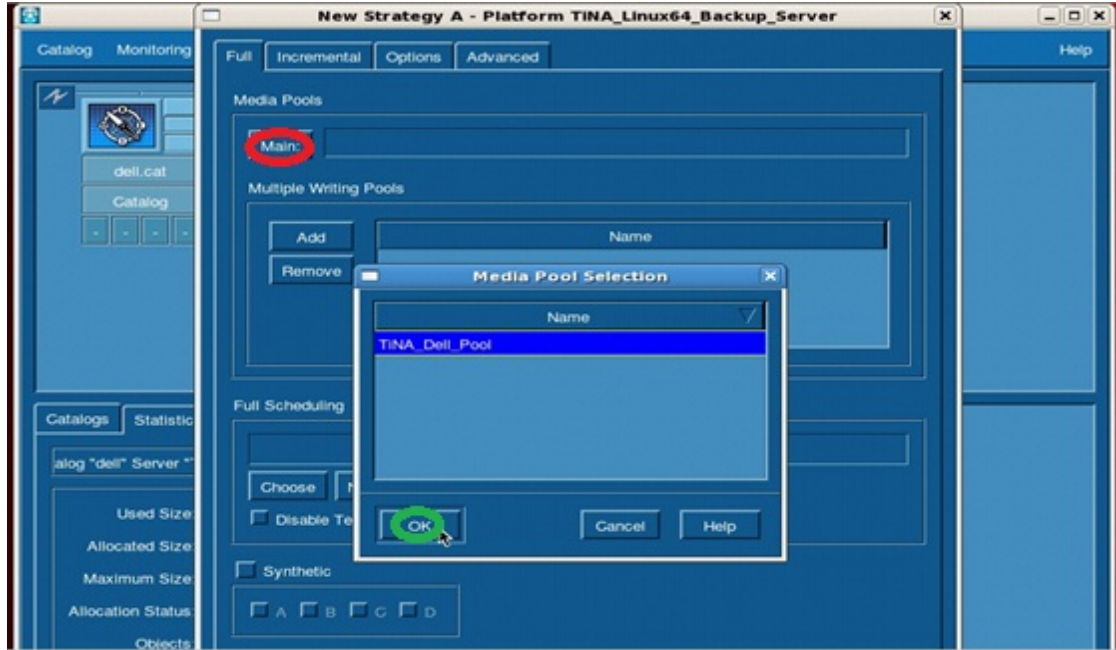 New Strategy A - Platform TINA_Linux64_Backup_Server
Catalog Monitoring Help
Full Incremental Options Advanced
Media Pools
Main:
dell.cat
Catalog
- - - -
Multiple Writing Pools
Add Name
Remove
Media Pool Selection
Name
TINA_Dell_Pool
Full Scheduling
Catalogs Statistic
alog "dell" Server "
Choose N
Disable Te
OK Cancel Help
Used Size:
Allocated Size:
Maximum Size:
Allocation Status:
Objects:
Synthetic
A B C D